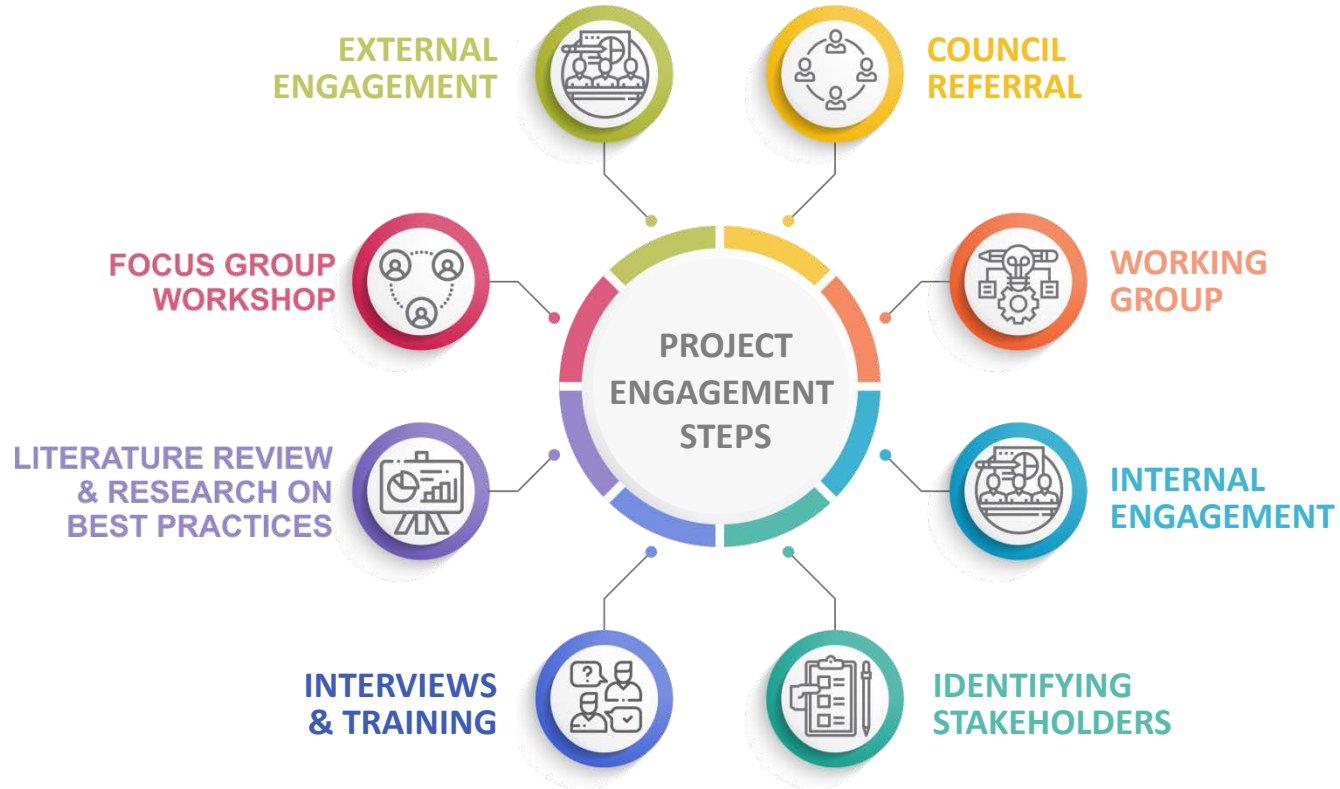 EXTERNAL
ENGAGEMENT
COUNCIL
REFERRAL
FOCUS GROUP
WORKSHOP
WORKING
GROUP
PROJECT
ENGAGEMENT
STEPS
LITERATURE REVIEW
& RESEARCH ON
BEST PRACTICES
INTERNAL
ENGAGEMENT
INTERVIEWS
& TRAINING
IDENTIFYING
STAKEHOLDERS
?